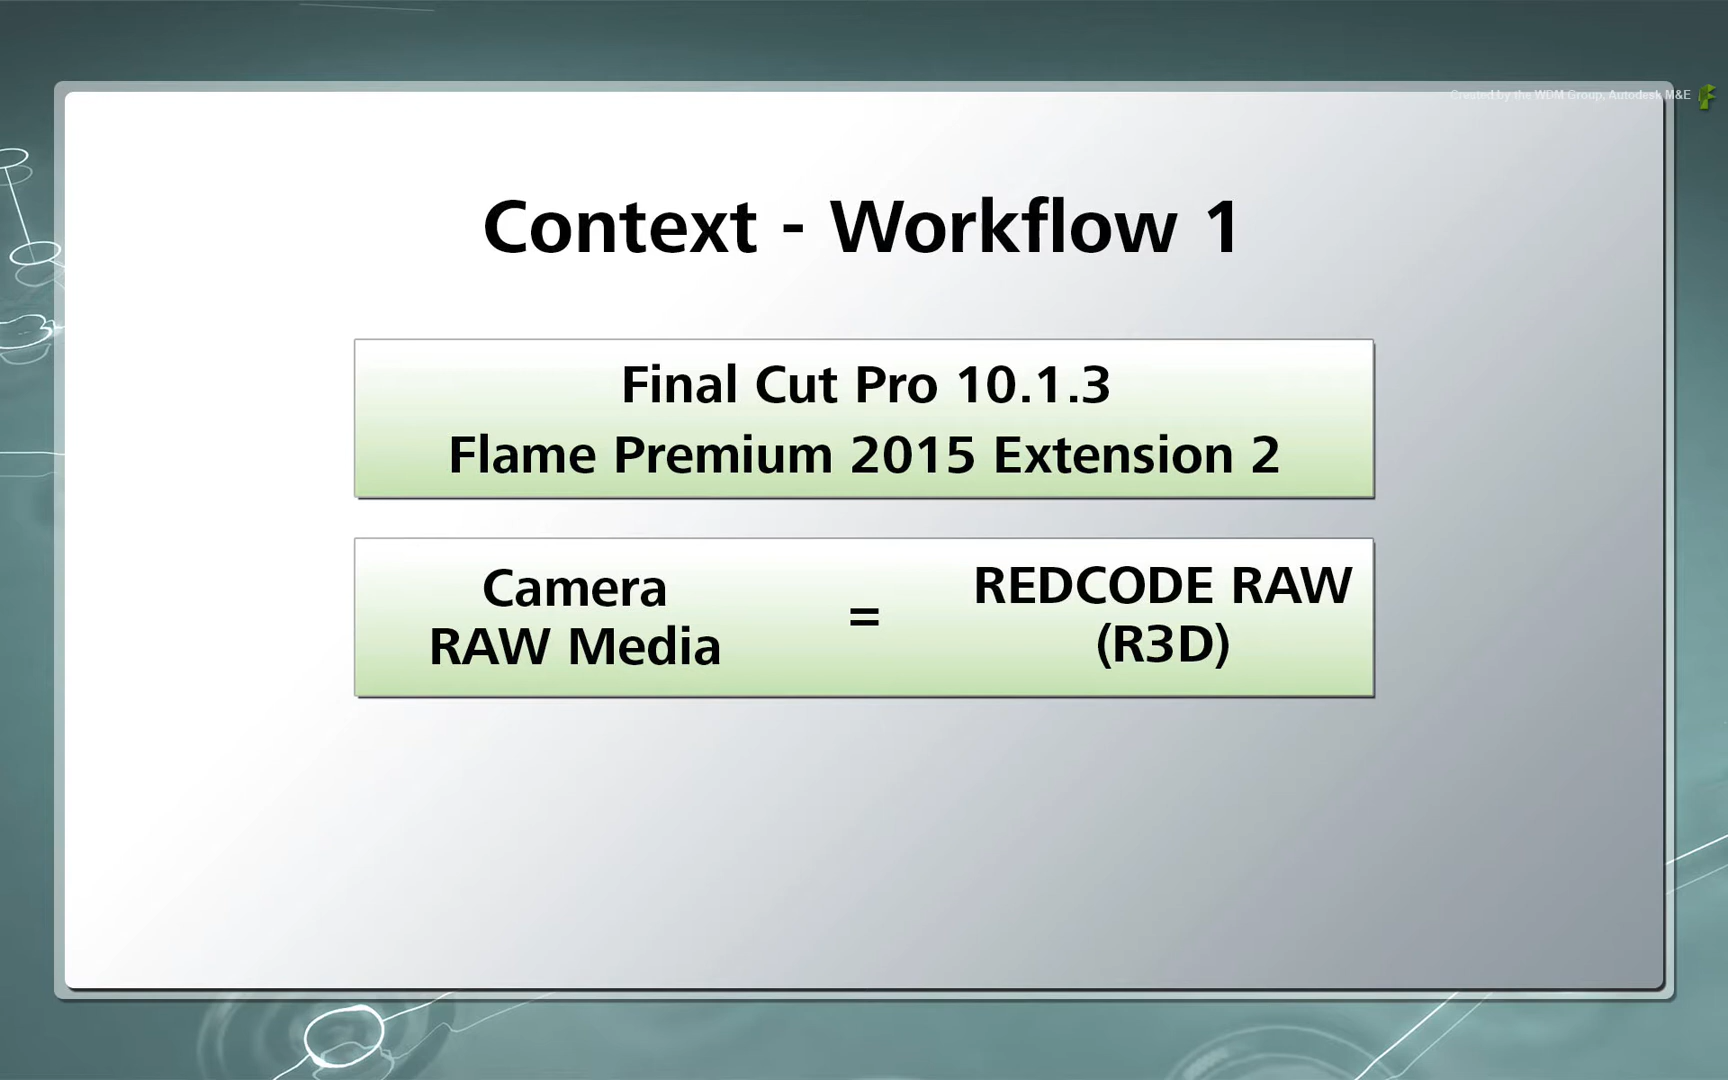 Created by the WDM Group, Autodesk M&E
Context - Workflow 1
Final Cut Pro 10.1.3
Flame Premium 2015 Extension 2
Camera
RAW Media
=
REDCODE RAW
(R3D)